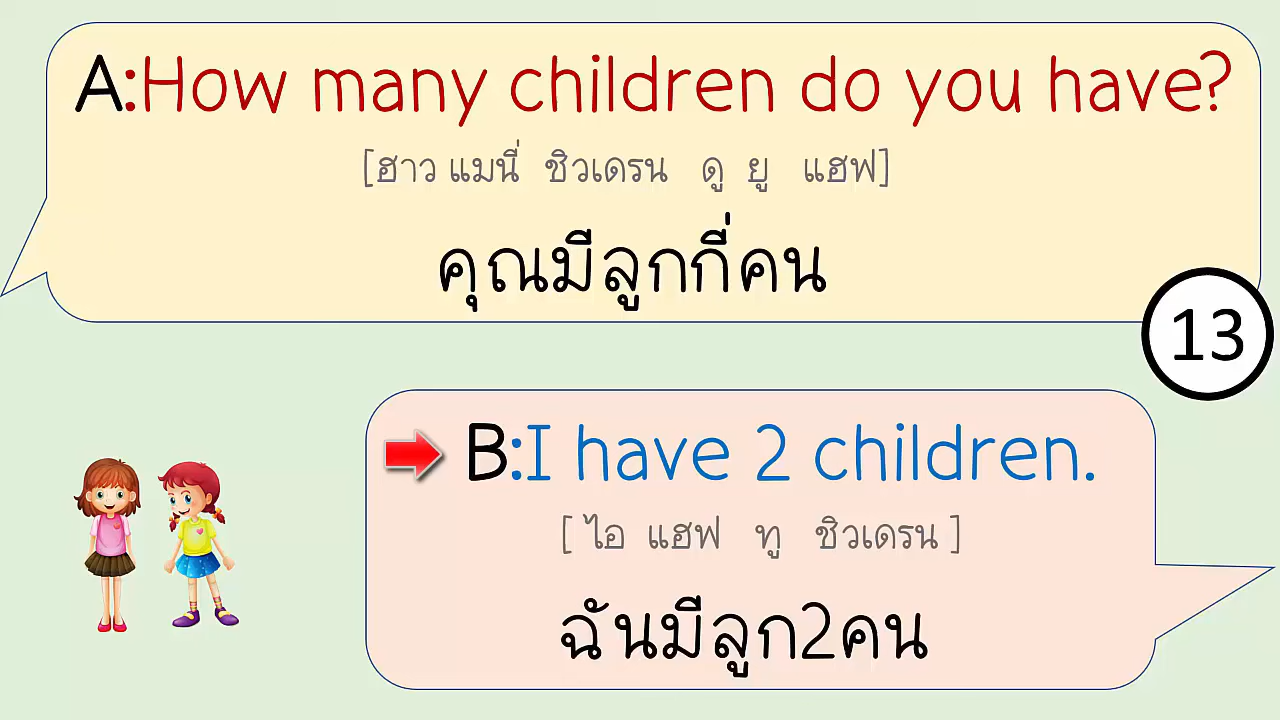 A:How many children do you have?
[ฮาว แมนี่ ชิวเดรน ดู ยู แฮฟ]
คุณมีลูกกี่คน
13
B:I have 2 children.
[ ไอ แฮฟ ทู ชิวเดรน ]
ฉันมีลูก2คน